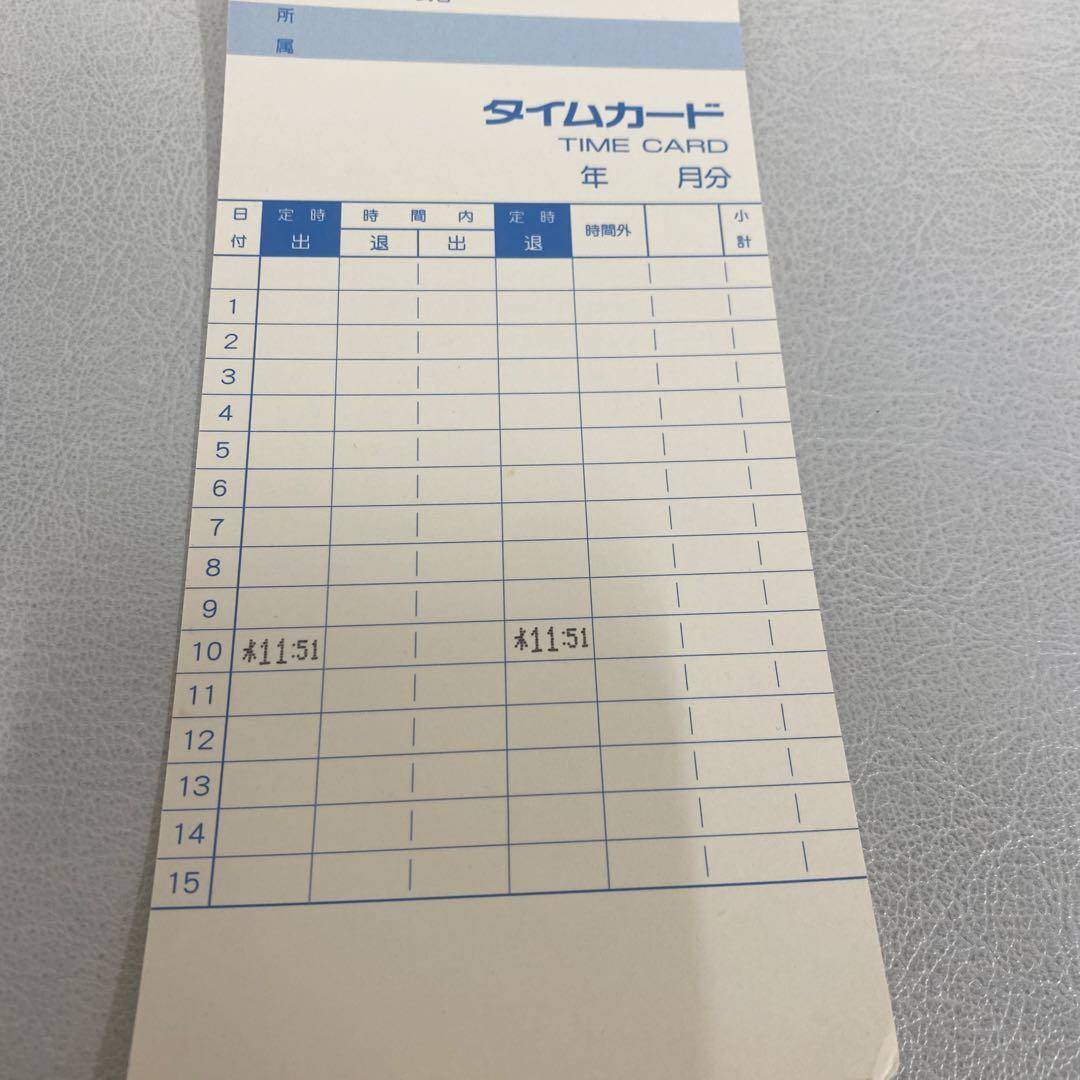 所
属
タイムカード
TIME CARD
年 月分
日付 定時 時間内 定時 時間外 小計
出 退 出 退
1
2
3
4
5
6
7
8
9
10 11:51 11:51
11
12
13
14
15